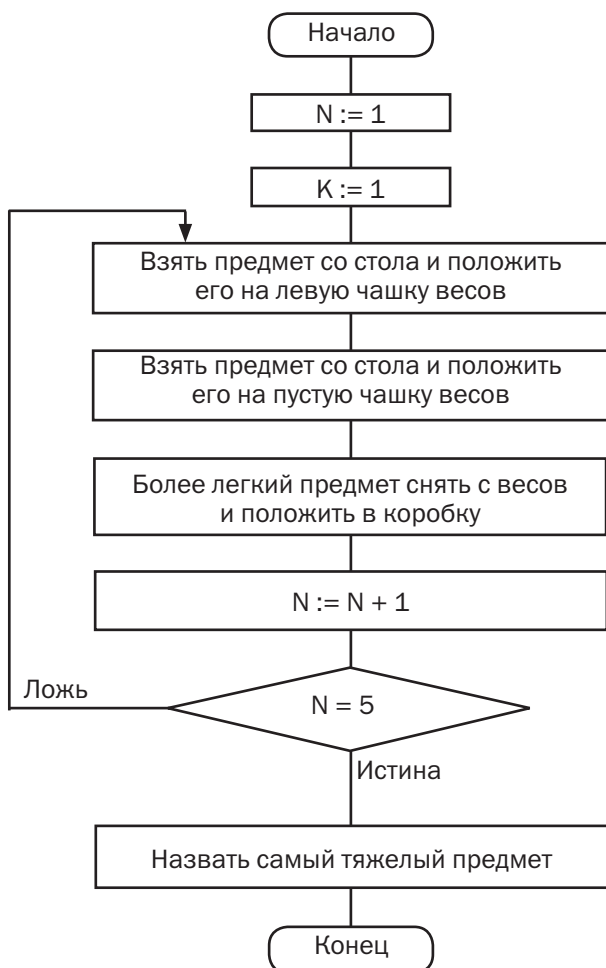 Начало
N := 1
K := 1
Взять предмет со стола и положить
его на левую чашку весов
Взять предмет со стола и положить
его на пустую чашку весов
Более легкий предмет снять с весов
и положить в коробку
N := N + 1
Ложь
N = 5
Истина
Назвать самый тяжелый предмет
Конец